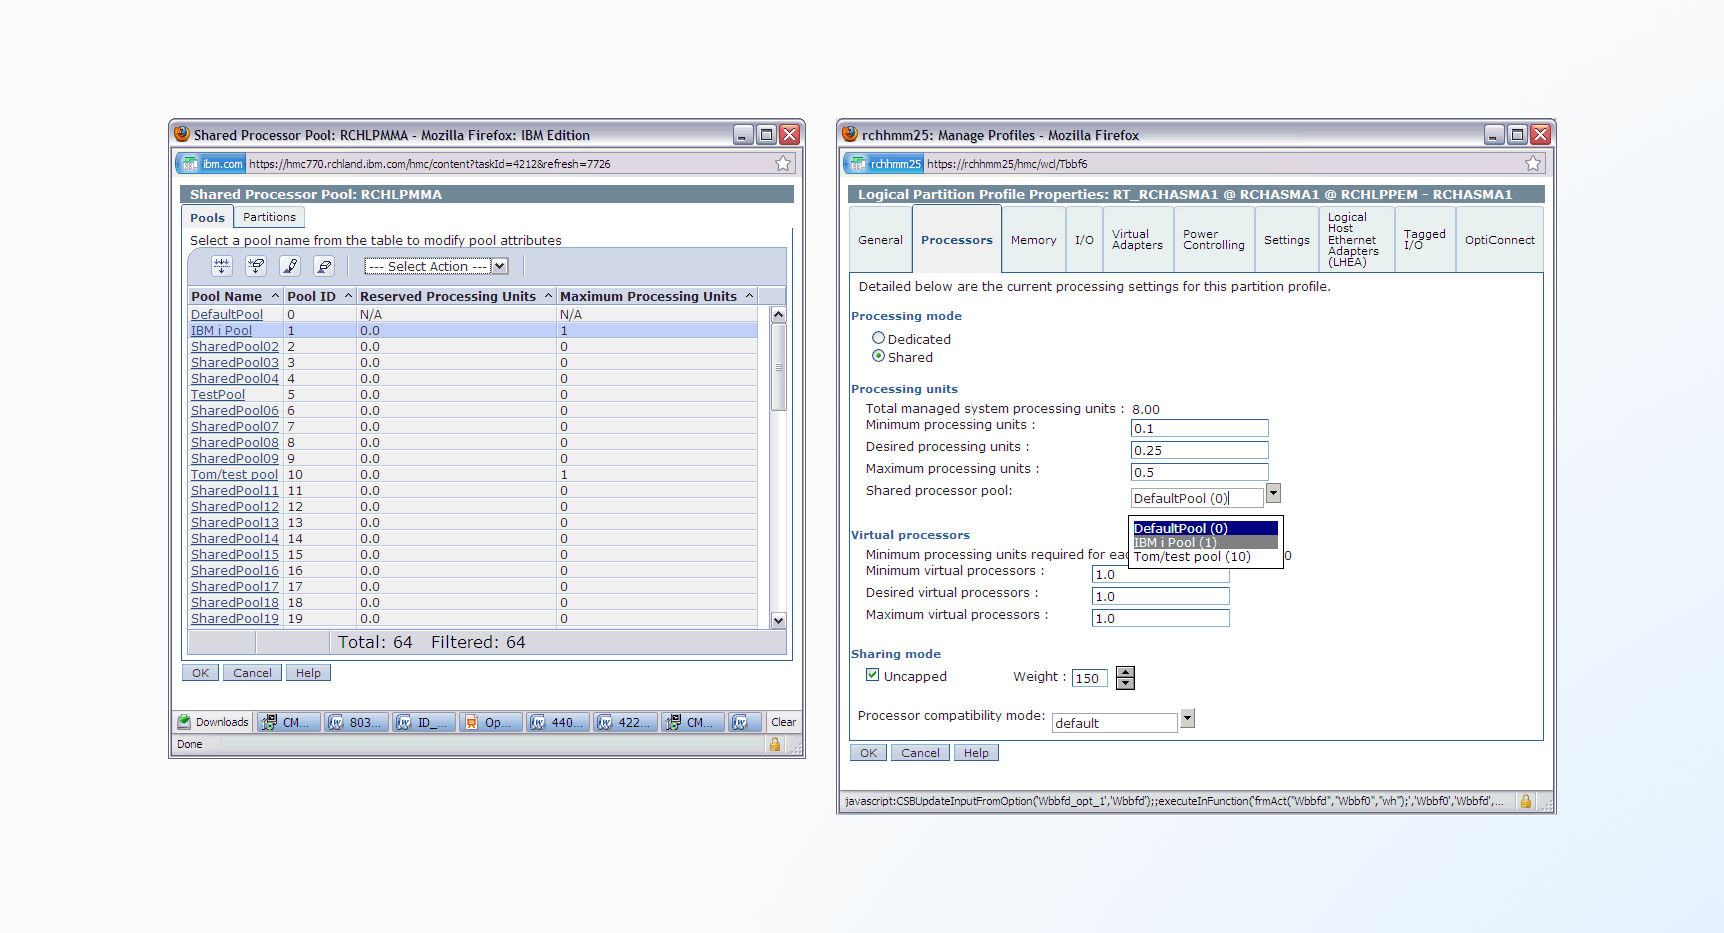 Shared Processor Pool: RCHLPMMA - Mozilla Firefox: IBM Edition
ibm.com https://hmc770.rchland.ibm.com/hmc/content?taskId=4212&refresh=7726
Shared Processor Pool: RCHLPMMA
Pools Partitions
Select a pool name from the table to modify pool attributes
--- Select Action ---
Pool Name Pool ID Reserved Processing Units Maximum Processing Units
DefaultPool 0 N/A N/A
IBM i Pool 1 0.0 1
SharedPool02 2 0.0 0
SharedPool03 3 0.0 0
SharedPool04 4 0.0 0
TestPool 5 0.0 0
SharedPool06 6 0.0 0
SharedPool07 7 0.0 0
SharedPool08 8 0.0 0
SharedPool09 9 0.0 0
Tom/test pool 10 0.0 1
SharedPool11 11 0.0 0
SharedPool12 12 0.0 0
SharedPool13 13 0.0 0
SharedPool14 14 0.0 0
SharedPool15 15 0.0 0
SharedPool16 16 0.0 0
SharedPool17 17 0.0 0
SharedPool18 18 0.0 0
SharedPool19 19 0.0 0
Total: 64 Filtered: 64
OK Cancel Help
Downloads CM... 803... ID_... Op... 440... 422... CM... Clear
Done
rchhmm25: Manage Profiles - Mozilla Firefox
rchhmm25 https://rchhmm25/hmc/wcl/Tbbf6
Logical Partition Profile Properties: RT_RCHASMA1 @ RCHASMA1 @ RCHLPPEM - RCHASMA1
General Processors Memory I/O Virtual Adapters Power Controlling Settings Logical Host Ethernet Adapters (LHEA) Tagged I/O OptiConnect
Detailed below are the current processing settings for this partition profile.
Processing mode
Dedicated
Shared
Processing units
Total managed system processing units : 8.00
Minimum processing units : 0.1
Desired processing units : 0.25
Maximum processing units : 0.5
Shared processor pool: DefaultPool (0)
DefaultPool (0)
IBM i Pool (1)
Tom/test pool (10)
Virtual processors
Minimum processing units required for eac 0
Minimum virtual processors : 1.0
Desired virtual processors : 1.0
Maximum virtual processors : 1.0
Sharing mode
Uncapped Weight : 150
Processor compatibility mode: default
OK Cancel Help
javascript:CSBUpdateInputFromOption('Wbbfd_opt_1','Wbbfd');;executeInFunction('frmAct("Wbbfd","Wbbf0","wh");','Wbbf0','Wbbfd',...